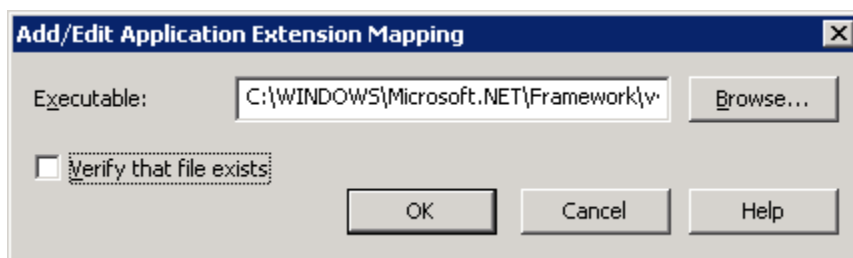 Add/Edit Application Extension Mapping
Executable:
C:\WINDOWS\Microsoft.NET\Framework\v
Browse...
Verify that file exists
OK
Cancel
Help